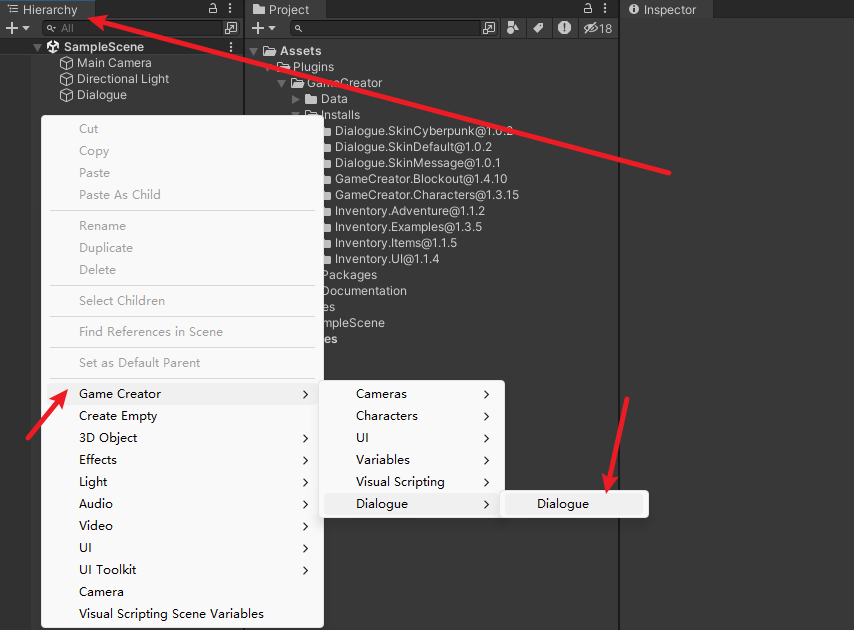 Hierarchy
All
SampleScene
Main Camera
Directional Light
Dialogue
Project
18
Assets
Plugins
GameCreator
Data
Installs
Dialogue.SkinCyberpunk@1.0.2
Dialogue.SkinDefault@1.0.2
Dialogue.SkinMessage@1.0.1
GameCreator.Blockout@1.4.10
GameCreator.Characters@1.3.15
Inventory.Adventure@1.1.2
Inventory.Examples@1.3.5
Inventory.Items@1.1.5
Inventory.UI@1.1.4
Packages
Documentation
es
mpleScene
es
Inspector
Cut
Copy
Paste
Paste As Child
Rename
Duplicate
Delete
Select Children
Find References in Scene
Set as Default Parent
Game Creator
Create Empty
3D Object
Effects
Light
Audio
Video
UI
UI Toolkit
Camera
Visual Scripting Scene Variables
Cameras
Characters
UI
Variables
Visual Scripting
Dialogue
Dialogue